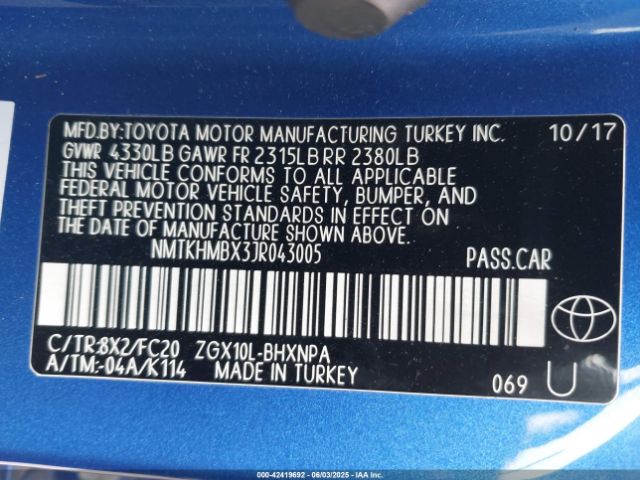 MFD.BY:TOYOTA MOTOR MANUFACTURING TURKEY INC. 10/17
GVWR 4330LB GAWR FR 2315LB RR 2380LB
THIS VEHICLE CONFORMS TO ALL APPLICABLE
FEDERAL MOTOR VEHICLE SAFETY, BUMPER, AND
THEFT PREVENTION STANDARDS IN EFFECT ON
THE DATE OF MANUFACTURE SHOWN ABOVE.
NMTKHMBX3JR043005 PASS.CAR
C/TR:8X2/FC20 ZGX10L-BHXNPA
A/TM:-04A/K114 MADE IN TURKEY
069 U
000-42419692 - 06/03/2025 - IAAI.COM